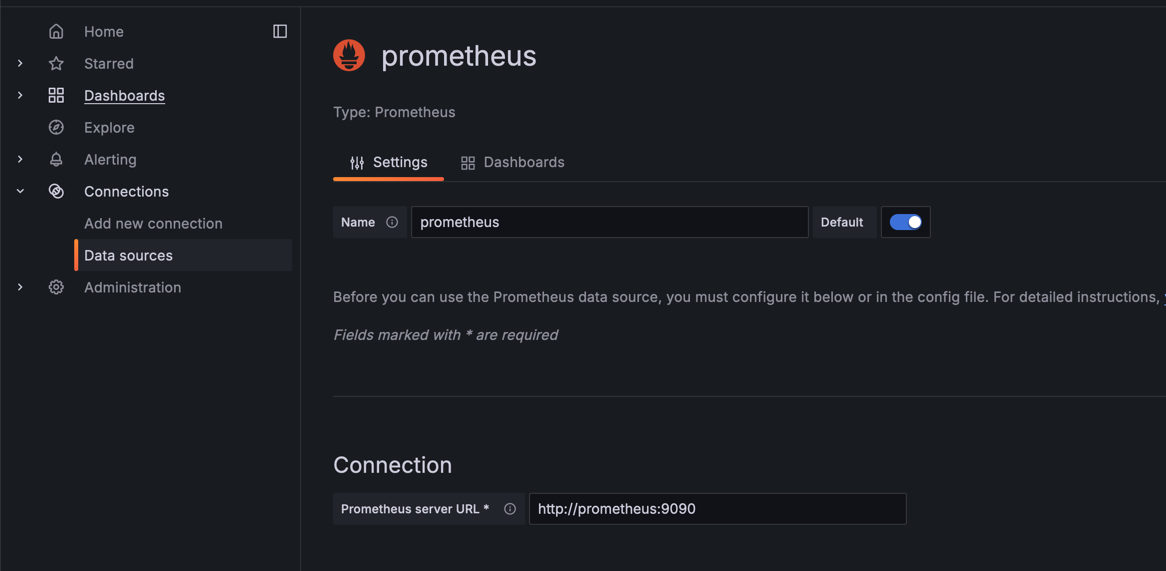 Home
Starred
Dashboards
Explore
Alerting
Connections
Add new connection
Data sources
Administration
prometheus
Type: Prometheus
Settings Dashboards
Name prometheus Default
Before you can use the Prometheus data source, you must configure it below or in the config file. For detailed instructions,
Fields marked with * are required
Connection
Prometheus server URL * http://prometheus:9090